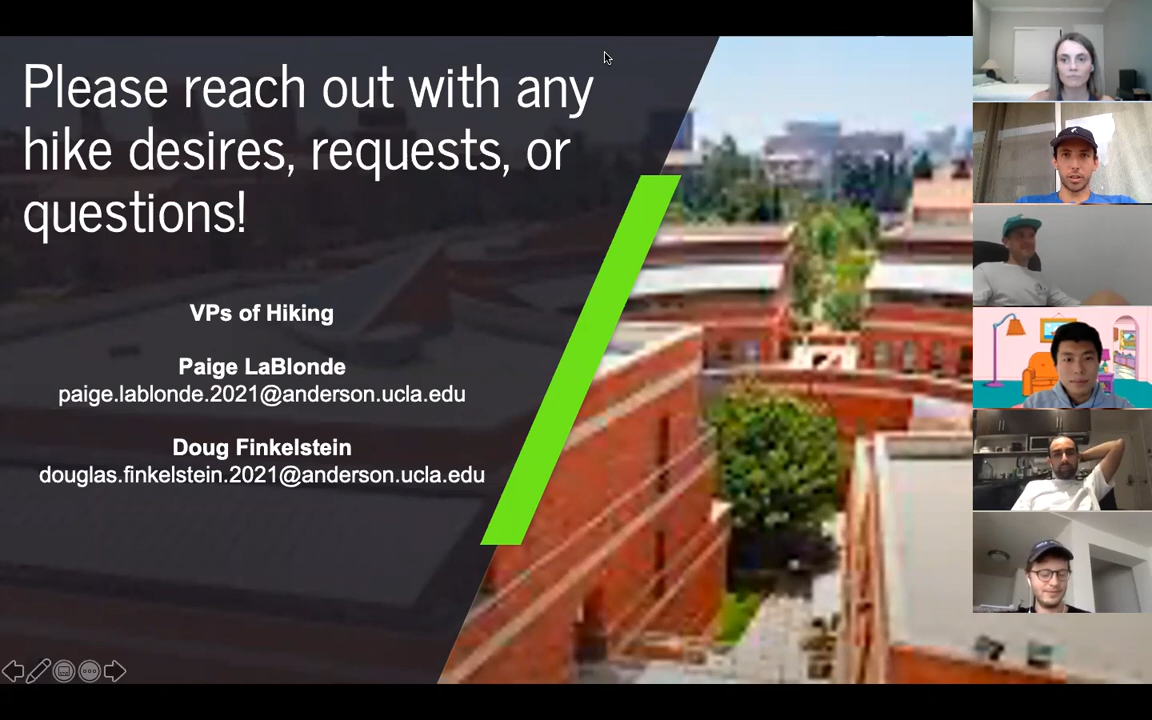 Please reach out with any
hike desires, requests, or
questions!
VPs of Hiking
Paige LaBlonde
paige.lablonde.2021@anderson.ucla.edu
Doug Finkelstein
douglas.finkelstein.2021@anderson.ucla.edu